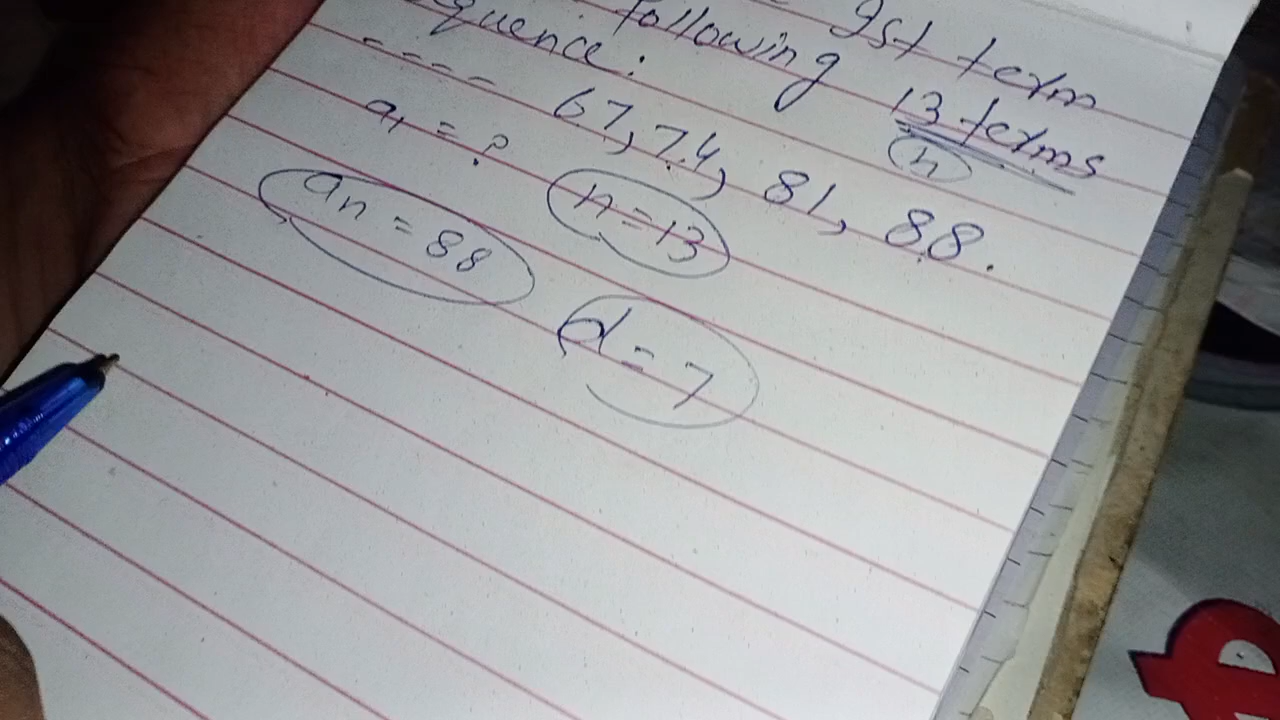 1st term
following 13 terms
quence: (n)
---- 67, 74, 81, 88.
a₁ = ? n = 13
aₙ = 88
d = 7